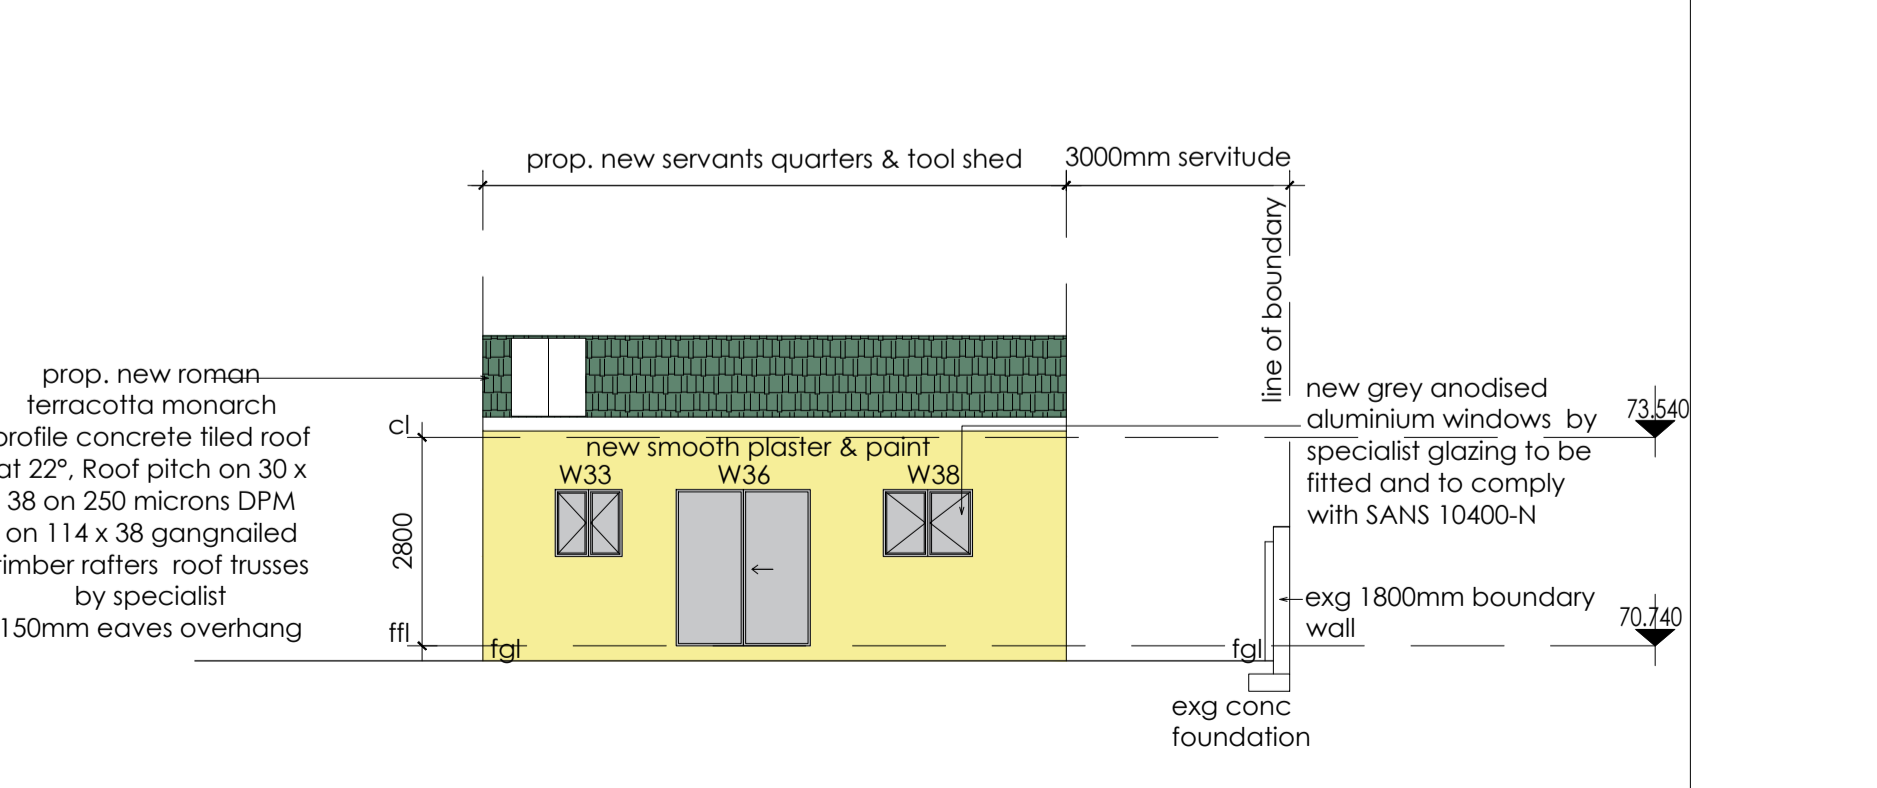 prop. new servants quarters & tool shed
3000mm servitude
line of boundary
prop. new roman
terracotta monarch
profile concrete tiled roof
at 22°, Roof pitch on 30 x
38 on 250 microns DPM
on 114 x 38 gangnailed
timber rafters roof trusses
by specialist
150mm eaves overhang
cl
2800
ffl
new smooth plaster & paint
W33
W36
W38
fgl
fgl
new grey anodised
aluminium windows by
specialist glazing to be
fitted and to comply
with SANS 10400-N
73.540
exg 1800mm boundary
wall
70.740
exg conc
foundation